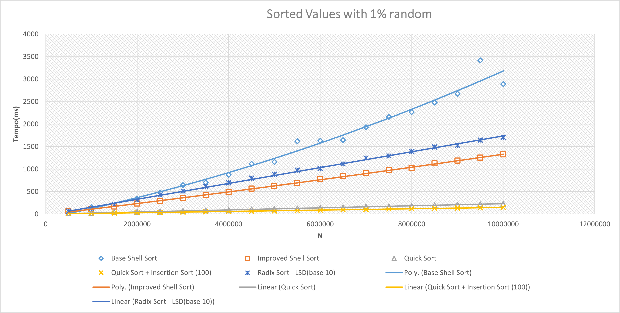 Sorted Values with 1% random
4000
3500
3000
2500
2000
1500
1000
500
0
Tempo(ms)
0 2000000 4000000 6000000 8000000 10000000 12000000
N
Base Shell Sort Improved Shell Sort Quick Sort
Quick Sort + Insertion Sort (100) Radix Sort - LSD(base 10) Poly. (Base Shell Sort)
Poly. (Improved Shell Sort) Linear (Quick Sort) Linear (Quick Sort + Insertion Sort (100))
Linear (Radix Sort - LSD(base 10))